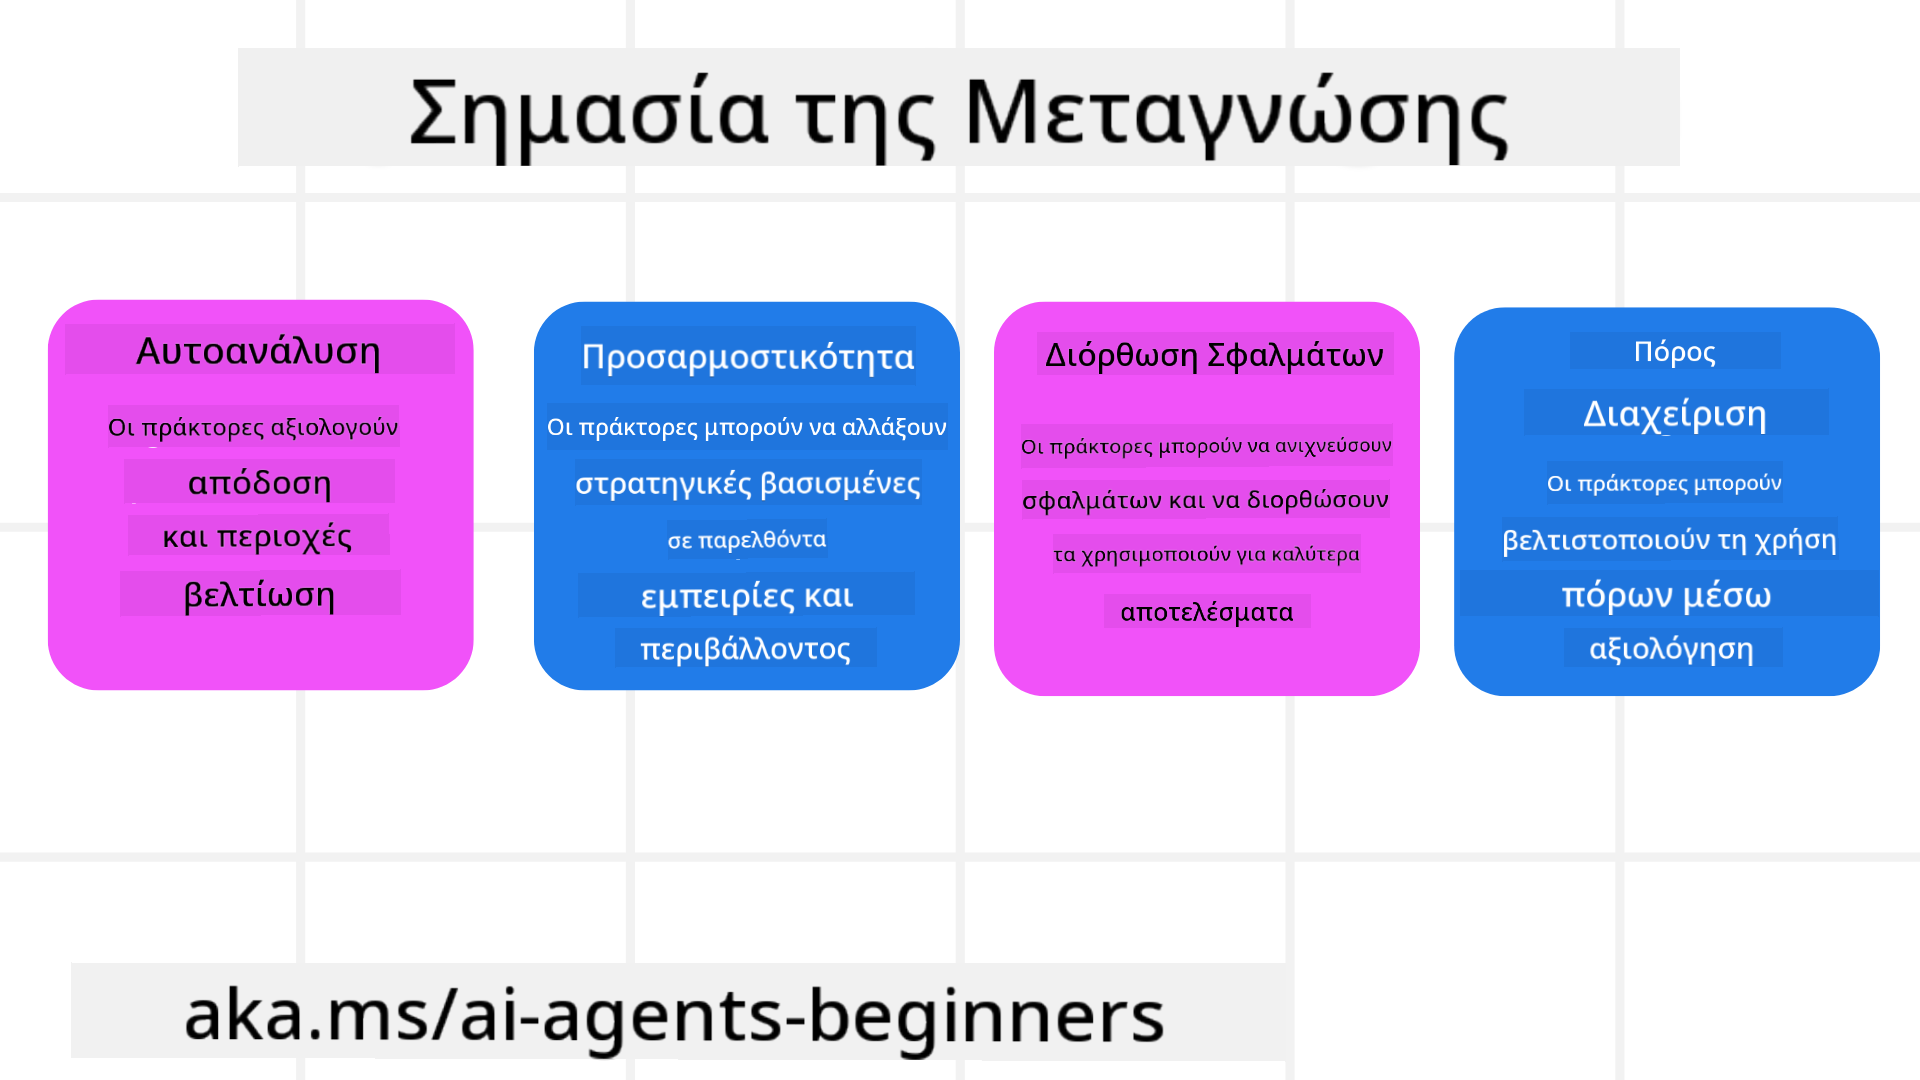 Σημασία της Μεταγνώσης
Αυτοανάλυση
Οι πράκτορες αξιολογούν
απόδοση
και περιοχές
βελτίωση
Προσαρμοστικότητα
Οι πράκτορες μπορούν να αλλάξουν
στρατηγικές βασισμένες
σε παρελθόντα
εμπειρίες και
περιβάλλοντος
Διόρθωση Σφαλμάτων
Οι πράκτορες μπορούν να ανιχνεύσουν
σφαλμάτων και να διορθώσουν
τα χρησιμοποιούν για καλύτερα
αποτελέσματα
Πόρος
Διαχείριση
Οι πράκτορες μπορούν
βελτιστοποιούν τη χρήση
πόρων μέσω
αξιολόγηση
aka.ms/ai-agents-beginners